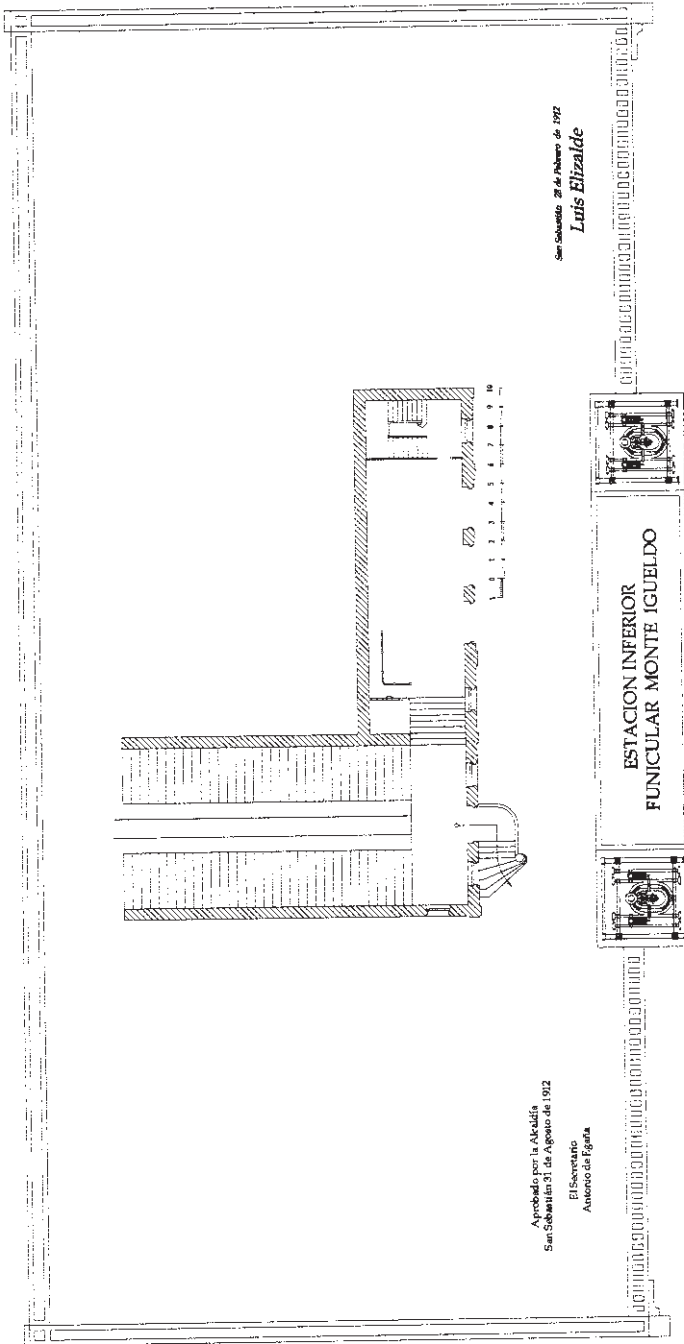 San Sebastián 28 de Febrero de 1912
Luis Elizalde
1 0 1 2 3 4 5 6 7 8 9 10
ESTACION INFERIOR
FUNICULAR MONTE IGUELDO
Aprobado por la Alcaldía
San Sebastián 31 de Agosto de 1912
El Secretario
Antonio de Egaña